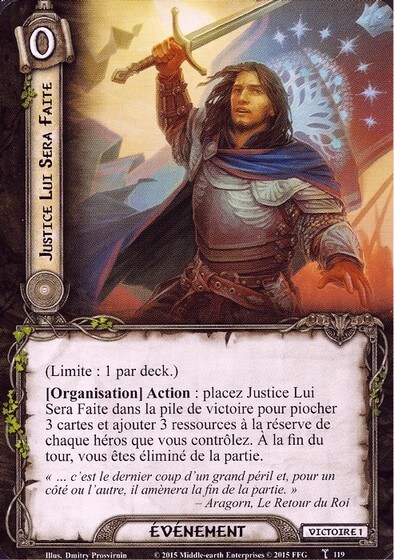 0
Justice Lui Sera Faite
(Limite : 1 par deck.)
[Organisation] Action : placez Justice Lui
Sera Faite dans la pile de victoire pour piocher
3 cartes et ajouter 3 ressources à la réserve de
chaque héros que vous contrôlez. À la fin du
tour, vous êtes éliminé de la partie.
« ... c'est le dernier coup d'un grand péril et, pour un
côté ou l'autre, il amènera la fin de la partie. »
– Aragorn, Le Retour du Roi
ÉVÉNEMENT
VICTOIRE 1
Illus. Dmitry Prosvirnin
© 2015 Middle-earth Enterprises © 2015 FFG
119